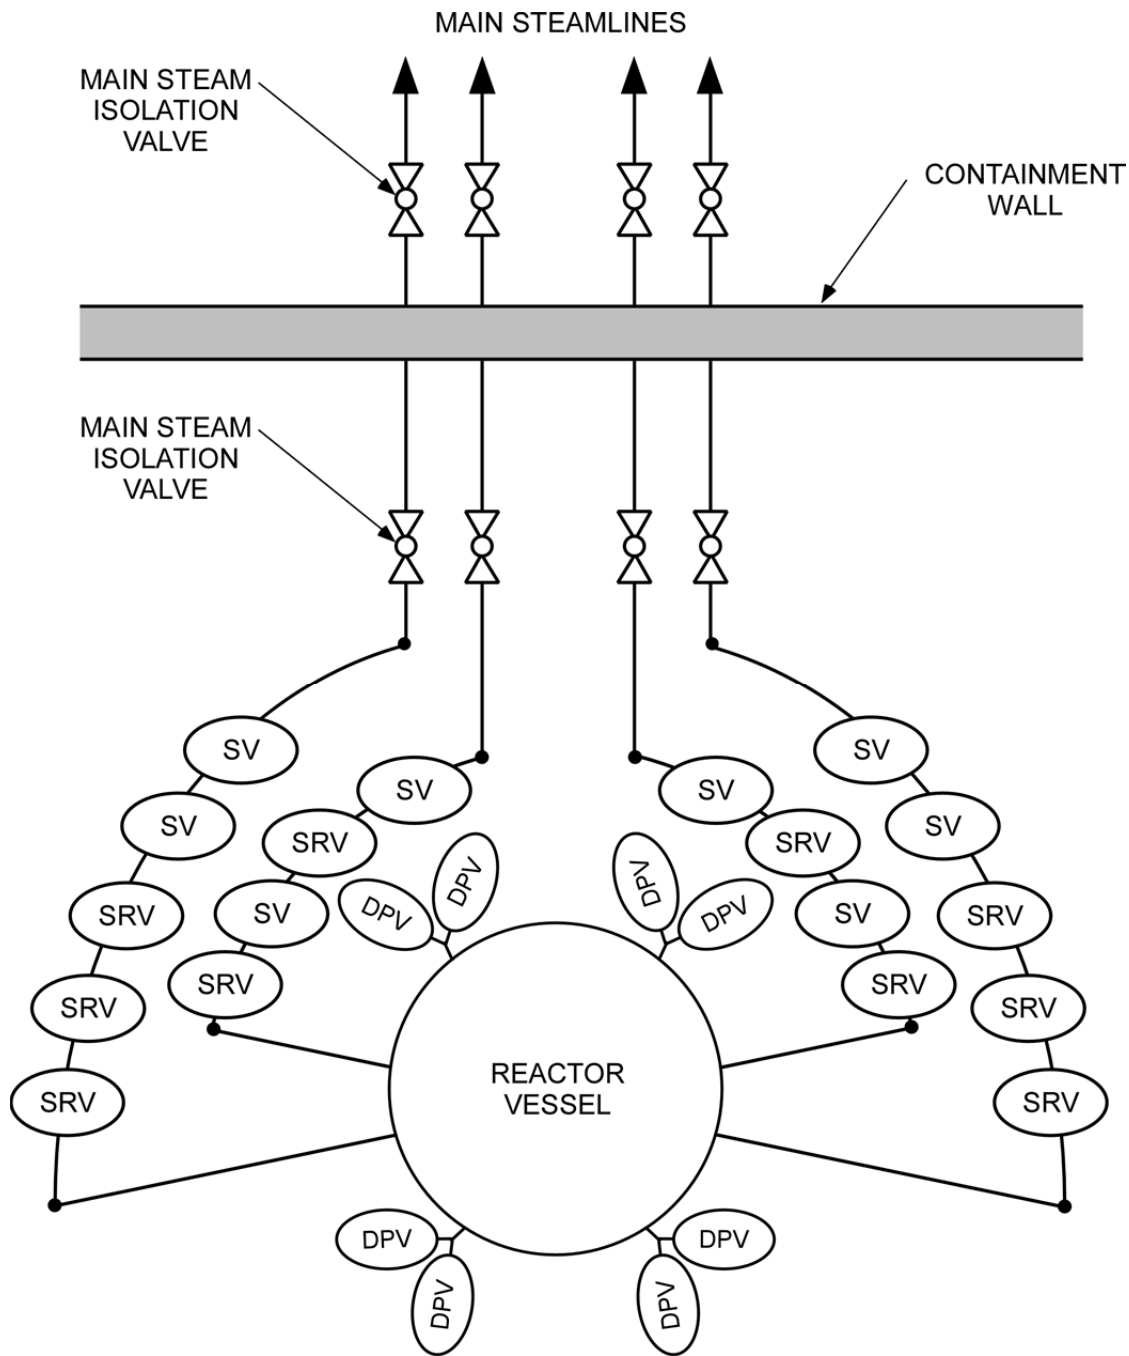 MAIN STEAMLINES
MAIN STEAM
ISOLATION
VALVE
CONTAINMENT
WALL
MAIN STEAM
ISOLATION
VALVE
SV
SV
SV
SV
SV
SV
SRV
SRV
DPV
DPV
DPV
DPV
SRV
SV
SV
SRV
SRV
SRV
SRV
SRV
REACTOR
VESSEL
SRV
SRV
DPV
DPV
DPV
DPV